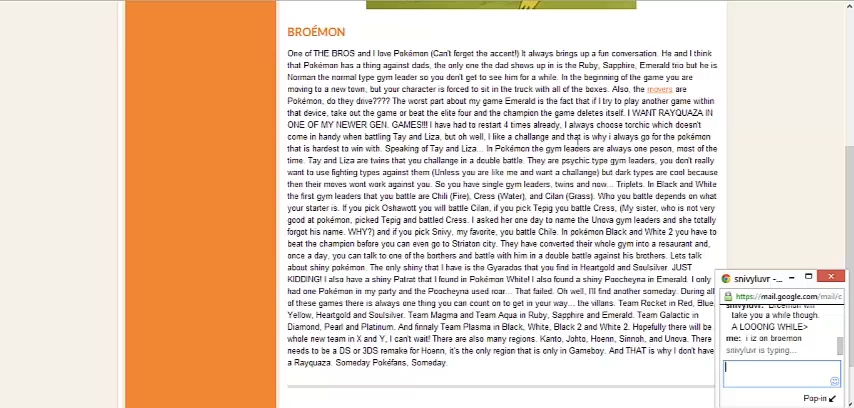 BROÉMON
One of THE BROS and I love Pokémon (Can't forget the accent!) It always brings up a fun conversation. He and I think
that Pokémon has a thing against dads, the only one the dad shows up in is the Ruby, Sapphire, Emerald trio but he is
Norman the normal type gym leader so you don't get to see him for a while. In the beginning of the game you are
moving to a new town, but your character is forced to sit in the truck with all of the boxes. Also, the movers are
Pokémon, do they drive???? The worst part about my game Emerald is the fact that if I try to play another game within
that device, take out the game or beat the elite four and the champion the game deletes itself. I WANT RAYQUAZA IN
ONE OF MY NEWER GEN. GAMES!!! I have had to restart 4 times already, I always choose torchic which doesn't
come in handy when battling Tay and Liza, but oh well, I like a challenge and that is why i always go for the pokémon
that is hardest to win with. Speaking of Tay and Liza... In Pokémon the gym leaders are always one peson, most of the
time. Tay and Liza are twins that you challenge in a double battle. They are psychic type gym leaders, you don't really
want to use fighting types against them (Unless you are like me and want a challenge) but dark types are cool because
then their moves wont work against you. So you have single gym leaders, twins and now... Triplets. In Black and White
the first gym leaders that you battle are Chili (Fire), Cress (Water), and Cilan (Grass). Who you battle depends on what
your starter is. If you pick Oshawott you will battle Cilan, if you pick Tepig you battle Cress, (My sister, who is not very
good at pokémon, picked Tepig and battled Cress. I asked her one day to name the Unova gym leaders and she totally
forgot his name. WHY?) and if you pick Snivy, my favorite, you battle Chile. In pokémon Black and White 2 you have to
beat the champion before you can even go to Striaton city. They have converted their whole gym into a resaurant and,
once a day, you can talk to one of the borthers and battle with him in a double battle against his brothers. Lets talk
about shiny pokémon. The only shiny that I have is the Gyarados that you find in Heartgold and Soulsilver. JUST
KIDDING! I also have a shiny Patrat that I found in Pokémon White! I also found a shiny Poocheyna in Emerald. I only
had one Pokémon in my party and the Poocheyna used roar... That failed. Oh well, I'll find another someday. During all
of these games there is always one thing you can count on to get in your way... the villans. Team Rocket in Red, Blue,
Yellow, Heartgold and Soulsilver. Team Magma and Team Aqua in Ruby, Sapphire and Emerald. Team Galactic in
Diamond, Pearl and Platinum. And finnaly Team Plasma in Black, White, Black 2 and White 2. Hopefully there will be
whole new team in X and Y, I can't wait! There are also many regions. Kanto, Johto, Hoenn, Sinnoh, and Unova. There
needs to be a DS or 3DS remake for Hoenn, it's the only region that is only in Gameboy. And THAT is why I don't have
a Rayquaza. Someday Pokéfans, Someday.
snivyluvr -...
https://mail.google.com/mail/c
take you a while though.
A LOOONG WHILE>
me: i iz on broemon
snivyluvr is typing...
Pop-in